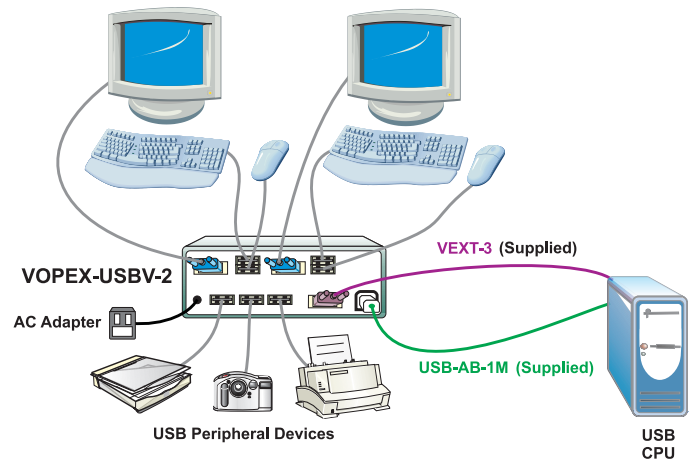 VEXT-3 (Supplied)
VOPEX-USBV-2
AC Adapter
USB-AB-1M (Supplied)
USB Peripheral Devices
USB
CPU